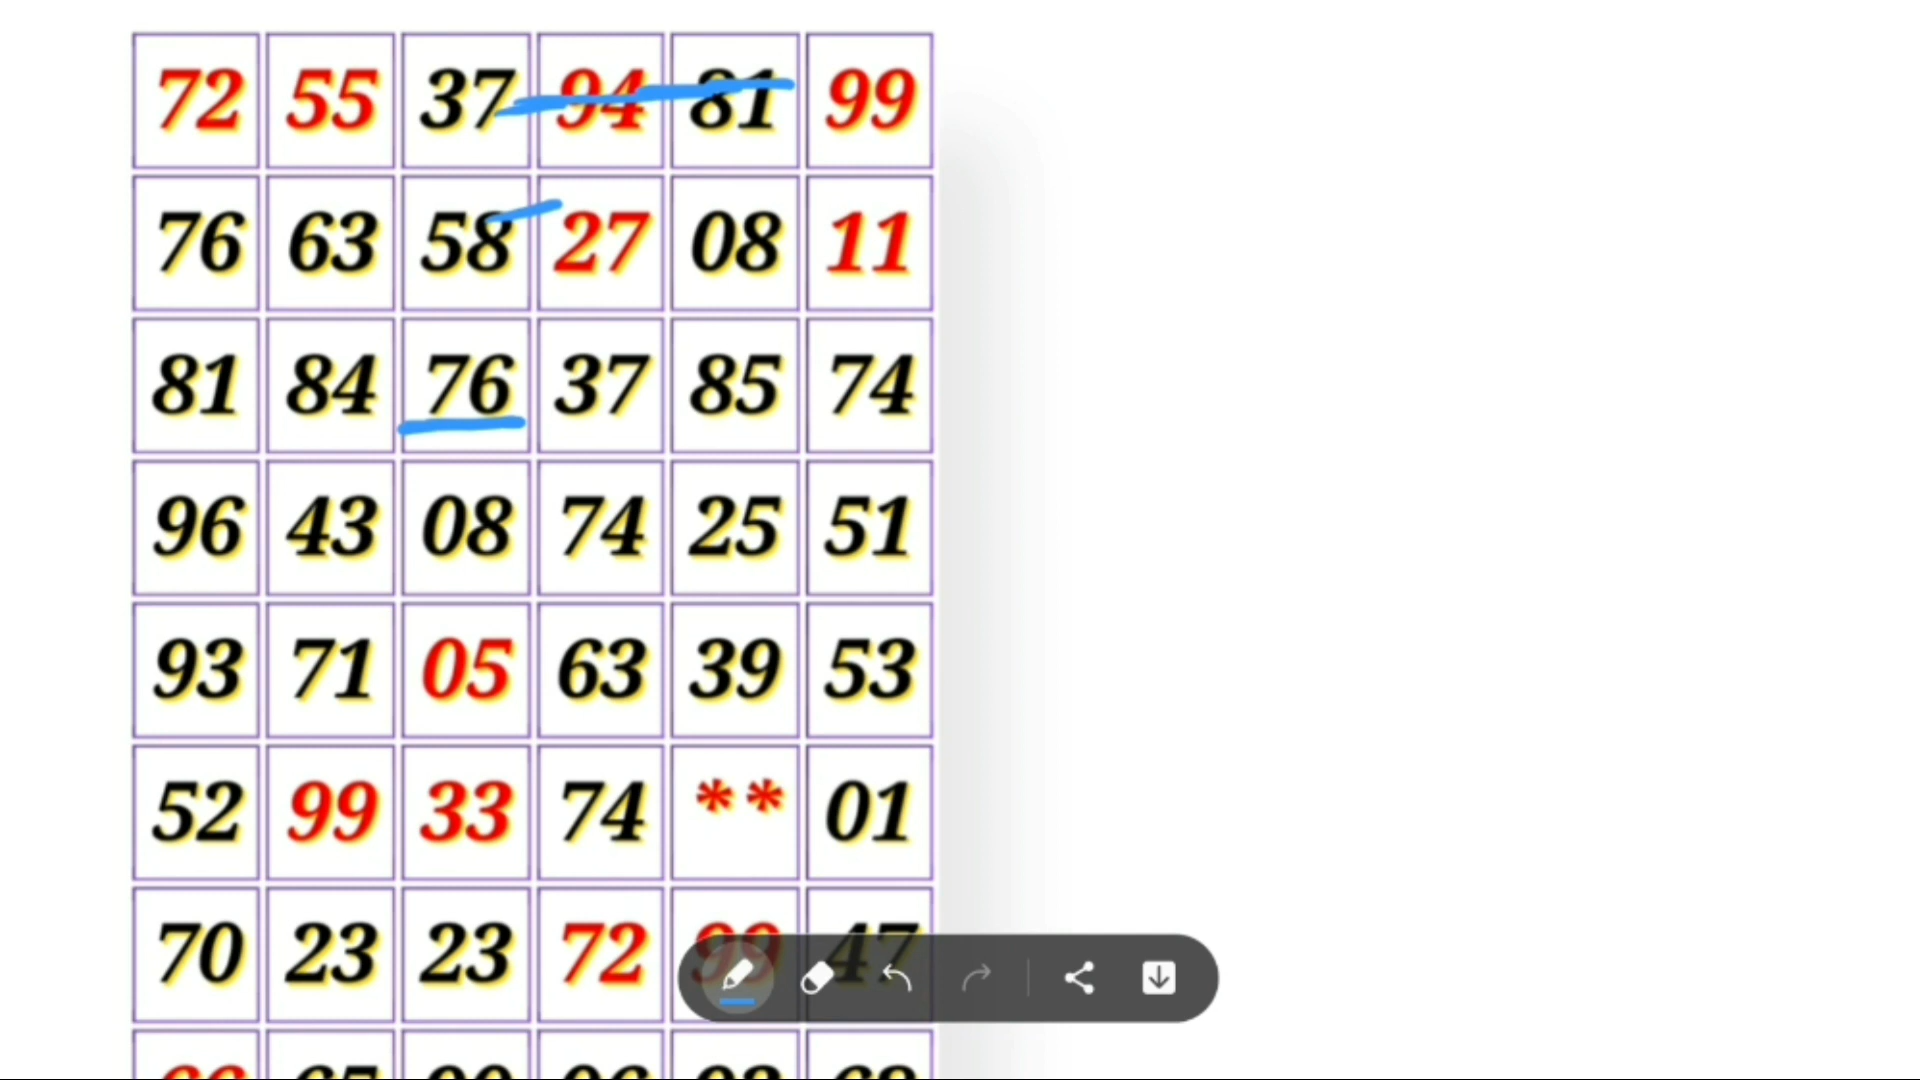 72 55 37 94 81 99
76 63 58 27 08 11
81 84 76 37 85 74
96 43 08 74 25 51
93 71 05 63 39 53
52 99 33 74 ** 01
70 23 23 72 99 47